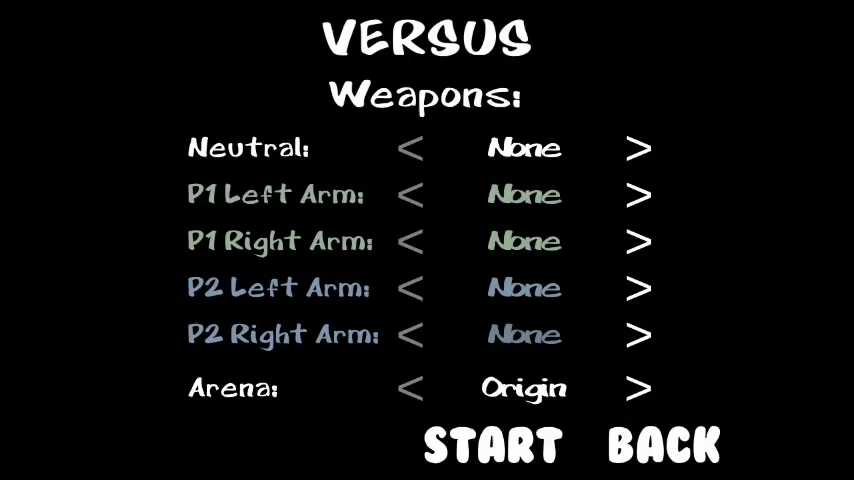 VERSUS
Weapons:
Neutral: < None >
P1 Left Arm: < None >
P1 Right Arm: < None >
P2 Left Arm: < None >
P2 Right Arm: < None >
Arena: < Origin >
START BACK